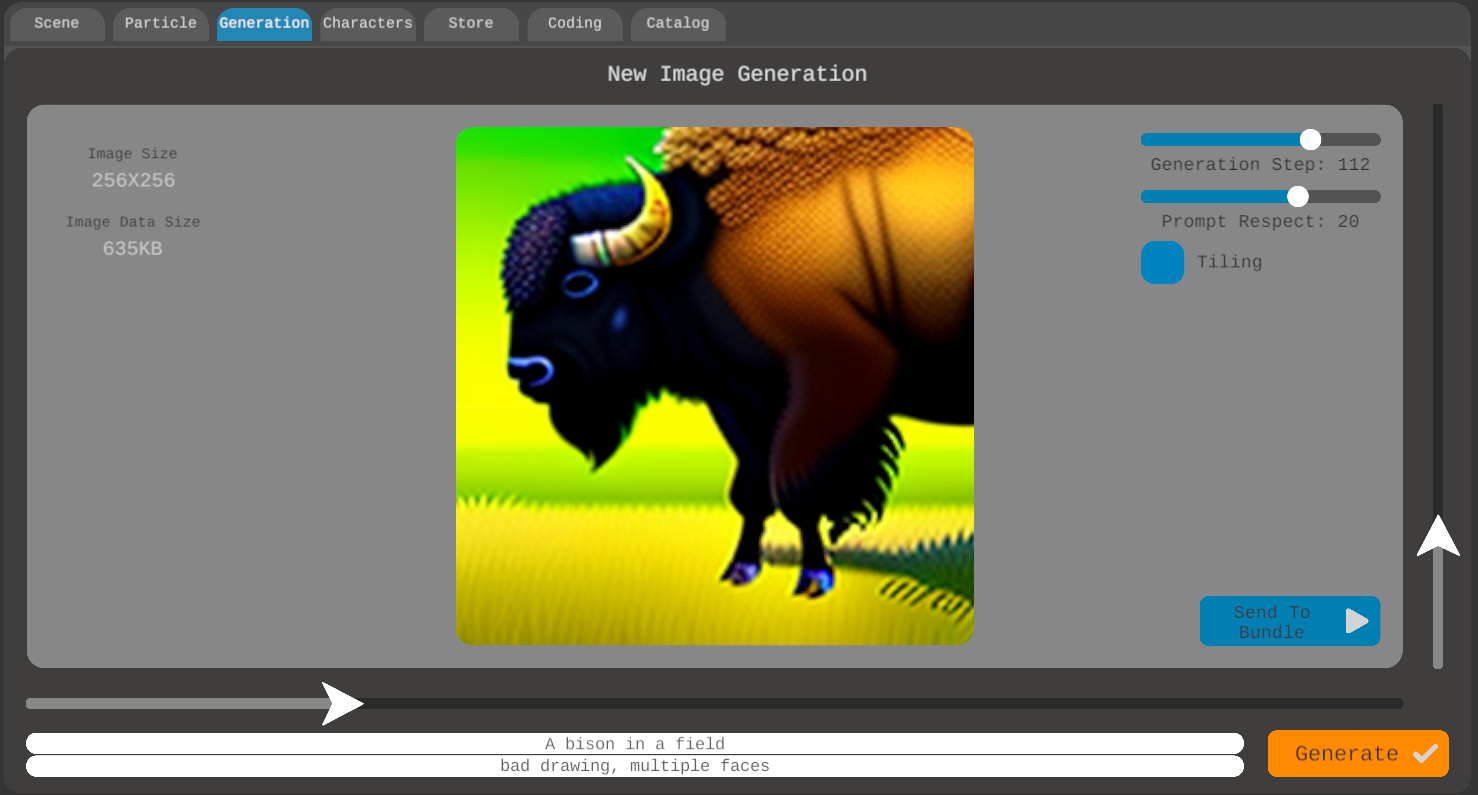 Scene
Particle
Generation
Characters
Store
Coding
Catalog
New Image Generation
Image Size
256X256
Image Data Size
635KB
Generation Step: 112
Prompt Respect: 20
Tiling
Send To
Bundle
A bison in a field
bad drawing, multiple faces
Generate